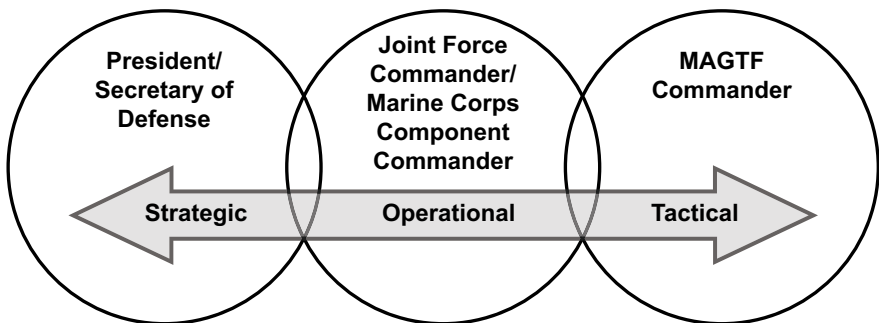 President/
Secretary of
Defense
Joint Force
Commander/
Marine Corps
Component
Commander
MAGTF
Commander
Strategic
Operational
Tactical